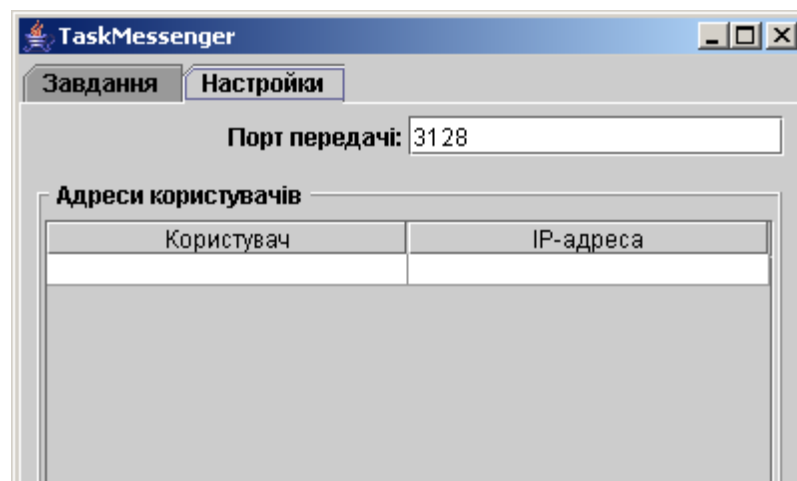 TaskMessenger
Завдання Настройки
Порт передачі: 3128
Адреси користувачів
Користувач IP-адреса